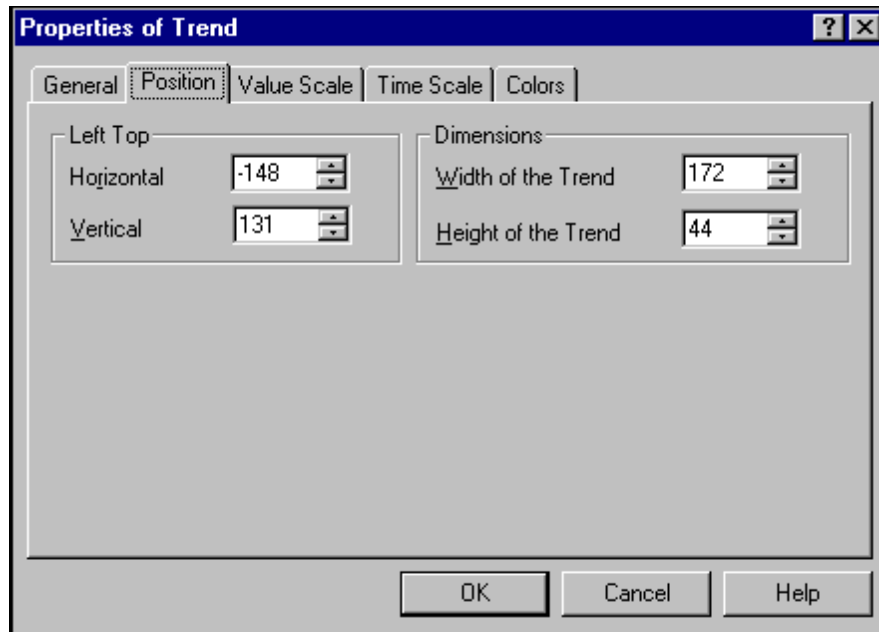 Properties of Trend
General Position Value Scale Time Scale Colors
Left Top
Horizontal -148
Vertical 131
Dimensions
Width of the Trend 172
Height of the Trend 44
OK Cancel Help